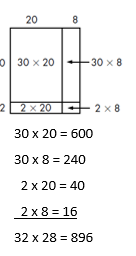 20 8
0 30 × 20 30 × 8
2 2 × 20 2 × 8
30 x 20 = 600
30 x 8 = 240
2 x 20 = 40
2 x 8 = 16
32 x 28 = 896